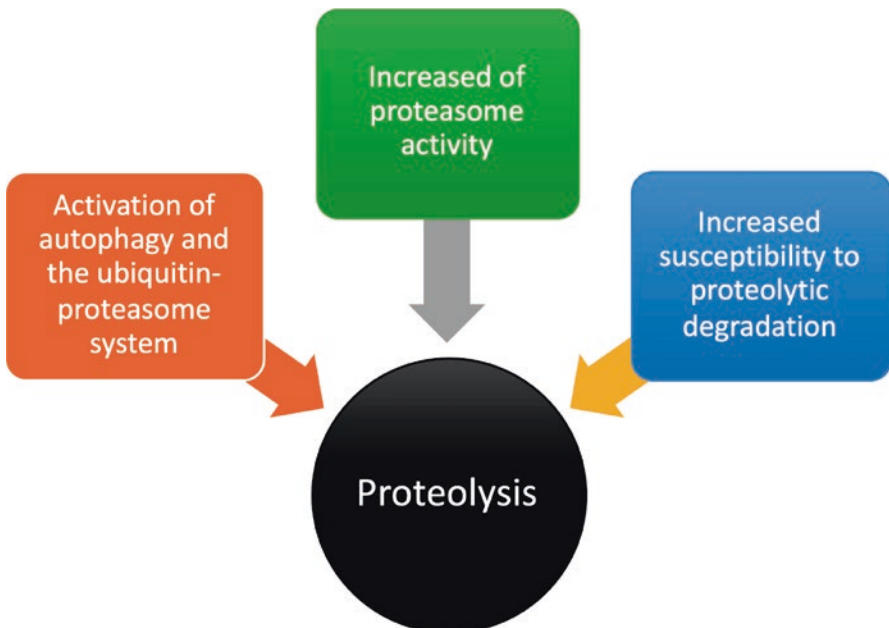 Increased of
proteasome
activity
Activation of
autophagy and
the ubiquitin-
proteasome
system
Increased
susceptibility to
proteolytic
degradation
Proteolysis